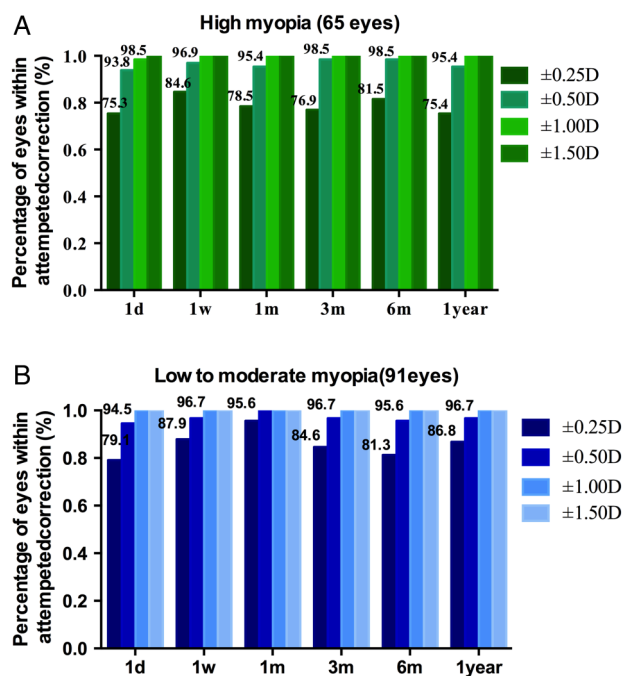 A
High myopia (65 eyes)
Percentage of eyes within
attempetedcorrection (%)
1.0
0.8
0.6
0.4
0.2
0.0
75.3 93.8 98.5 84.6 96.9 78.5 95.4 76.9 98.5 81.5 98.5 75.4 95.4
1d 1w 1m 3m 6m 1year
±0.25D
±0.50D
±1.00D
±1.50D
B
Low to moderate myopia(91eyes)
Percentage of eyes within
attempetedcorrection (%)
1.0
0.8
0.6
0.4
0.2
0.0
94.5 87.9 96.7 95.6 84.6 96.7 81.3 95.6 86.8 96.7
1d 1w 1m 3m 6m 1year
±0.25D
±0.50D
±1.00D
±1.50D